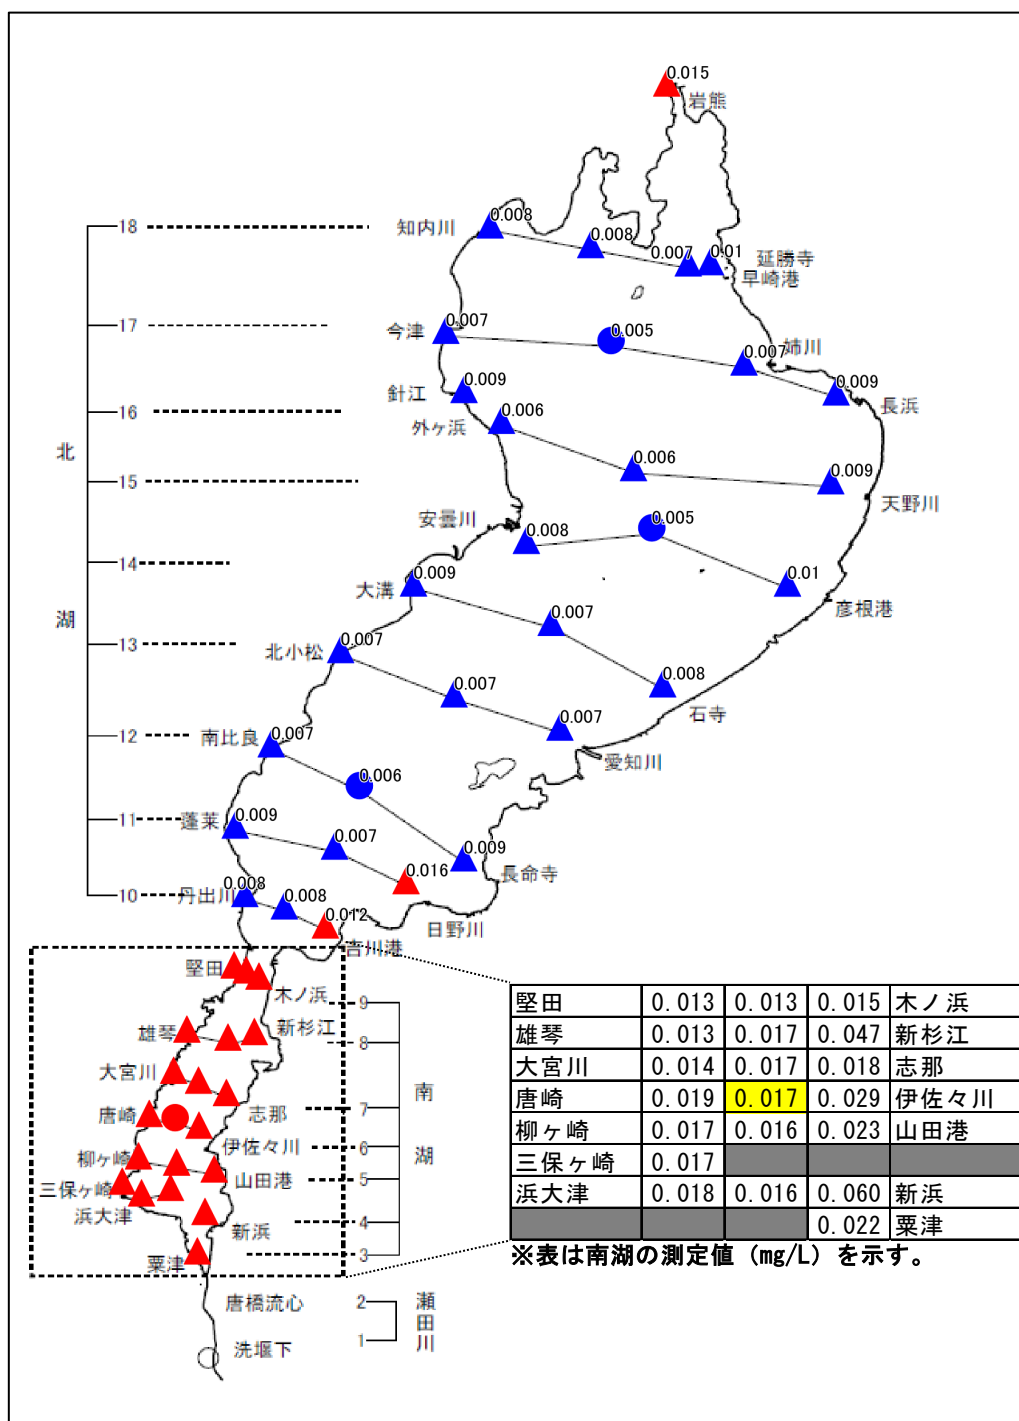 0.015
岩熊
18
知内川
0.008
0.008
0.007
0.01
延勝寺
早崎港
17
今津
0.007
0.005
0.007
姉川
針江
0.009
0.009
長浜
16
外ヶ浜
0.006
北
0.006
0.009
15
天野川
安曇川
0.008
0.005
14
大溝
0.009
0.01
彦根港
湖
0.007
13
北小松
0.007
0.008
石寺
0.007
0.007
12
南比良
0.007
愛知川
0.006
11
蓬莱
0.009
0.007
0.009
長命寺
0.016
10
丹出川
0.008
0.008
0.012
日野川
吉川港
堅田
木ノ浜
9
雄琴
新杉江
8
大宮川
南
唐崎
志那
7
伊佐々川
6
湖
柳ヶ崎
山田港
5
三保ヶ崎
浜大津
新浜
4
粟津
3
堅田 0.013 0.013 0.015 木ノ浜
雄琴 0.013 0.017 0.047 新杉江
大宮川 0.014 0.017 0.018 志那
唐崎 0.019 0.017 0.029 伊佐々川
柳ヶ崎 0.017 0.016 0.023 山田港
三保ヶ崎 0.017
浜大津 0.018 0.016 0.060 新浜
0.022 粟津
※表は南湖の測定値（mg/L）を示す。
唐橋流心
2
瀬田川
1
洗堰下